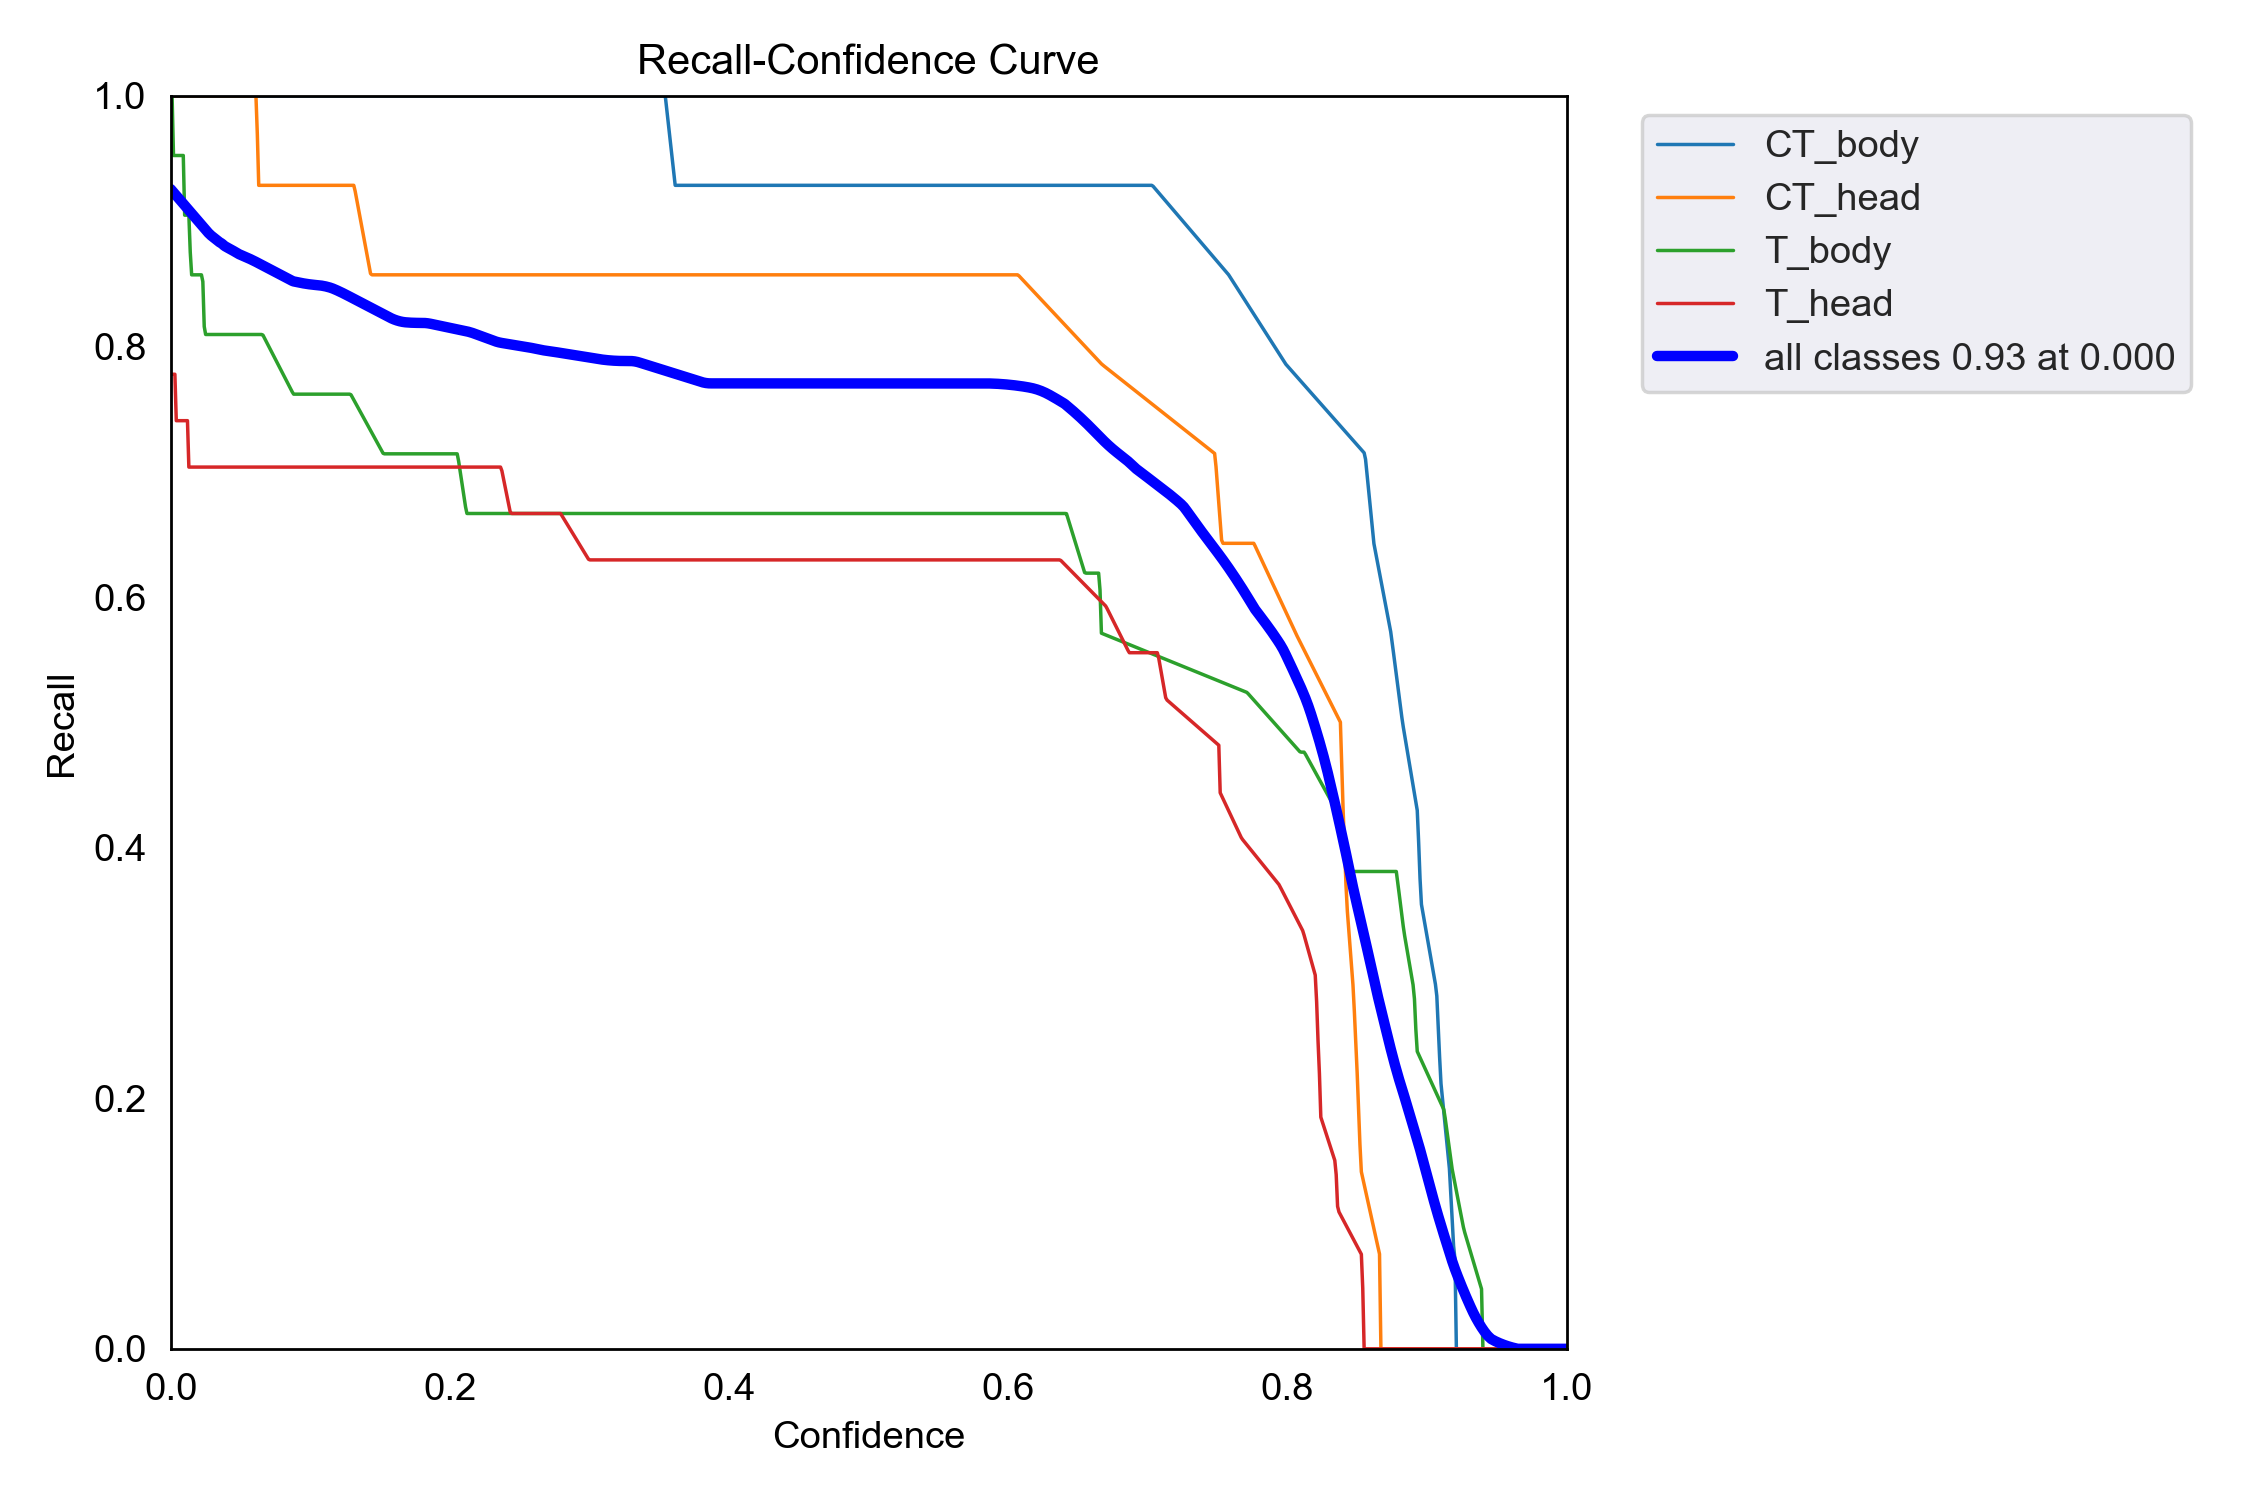 Recall-Confidence Curve
1.0
0.8
0.6
0.4
0.2
0.0
Recall
0.0 0.2 0.4 0.6 0.8 1.0
Confidence
CT_body
CT_head
T_body
T_head
all classes 0.93 at 0.000